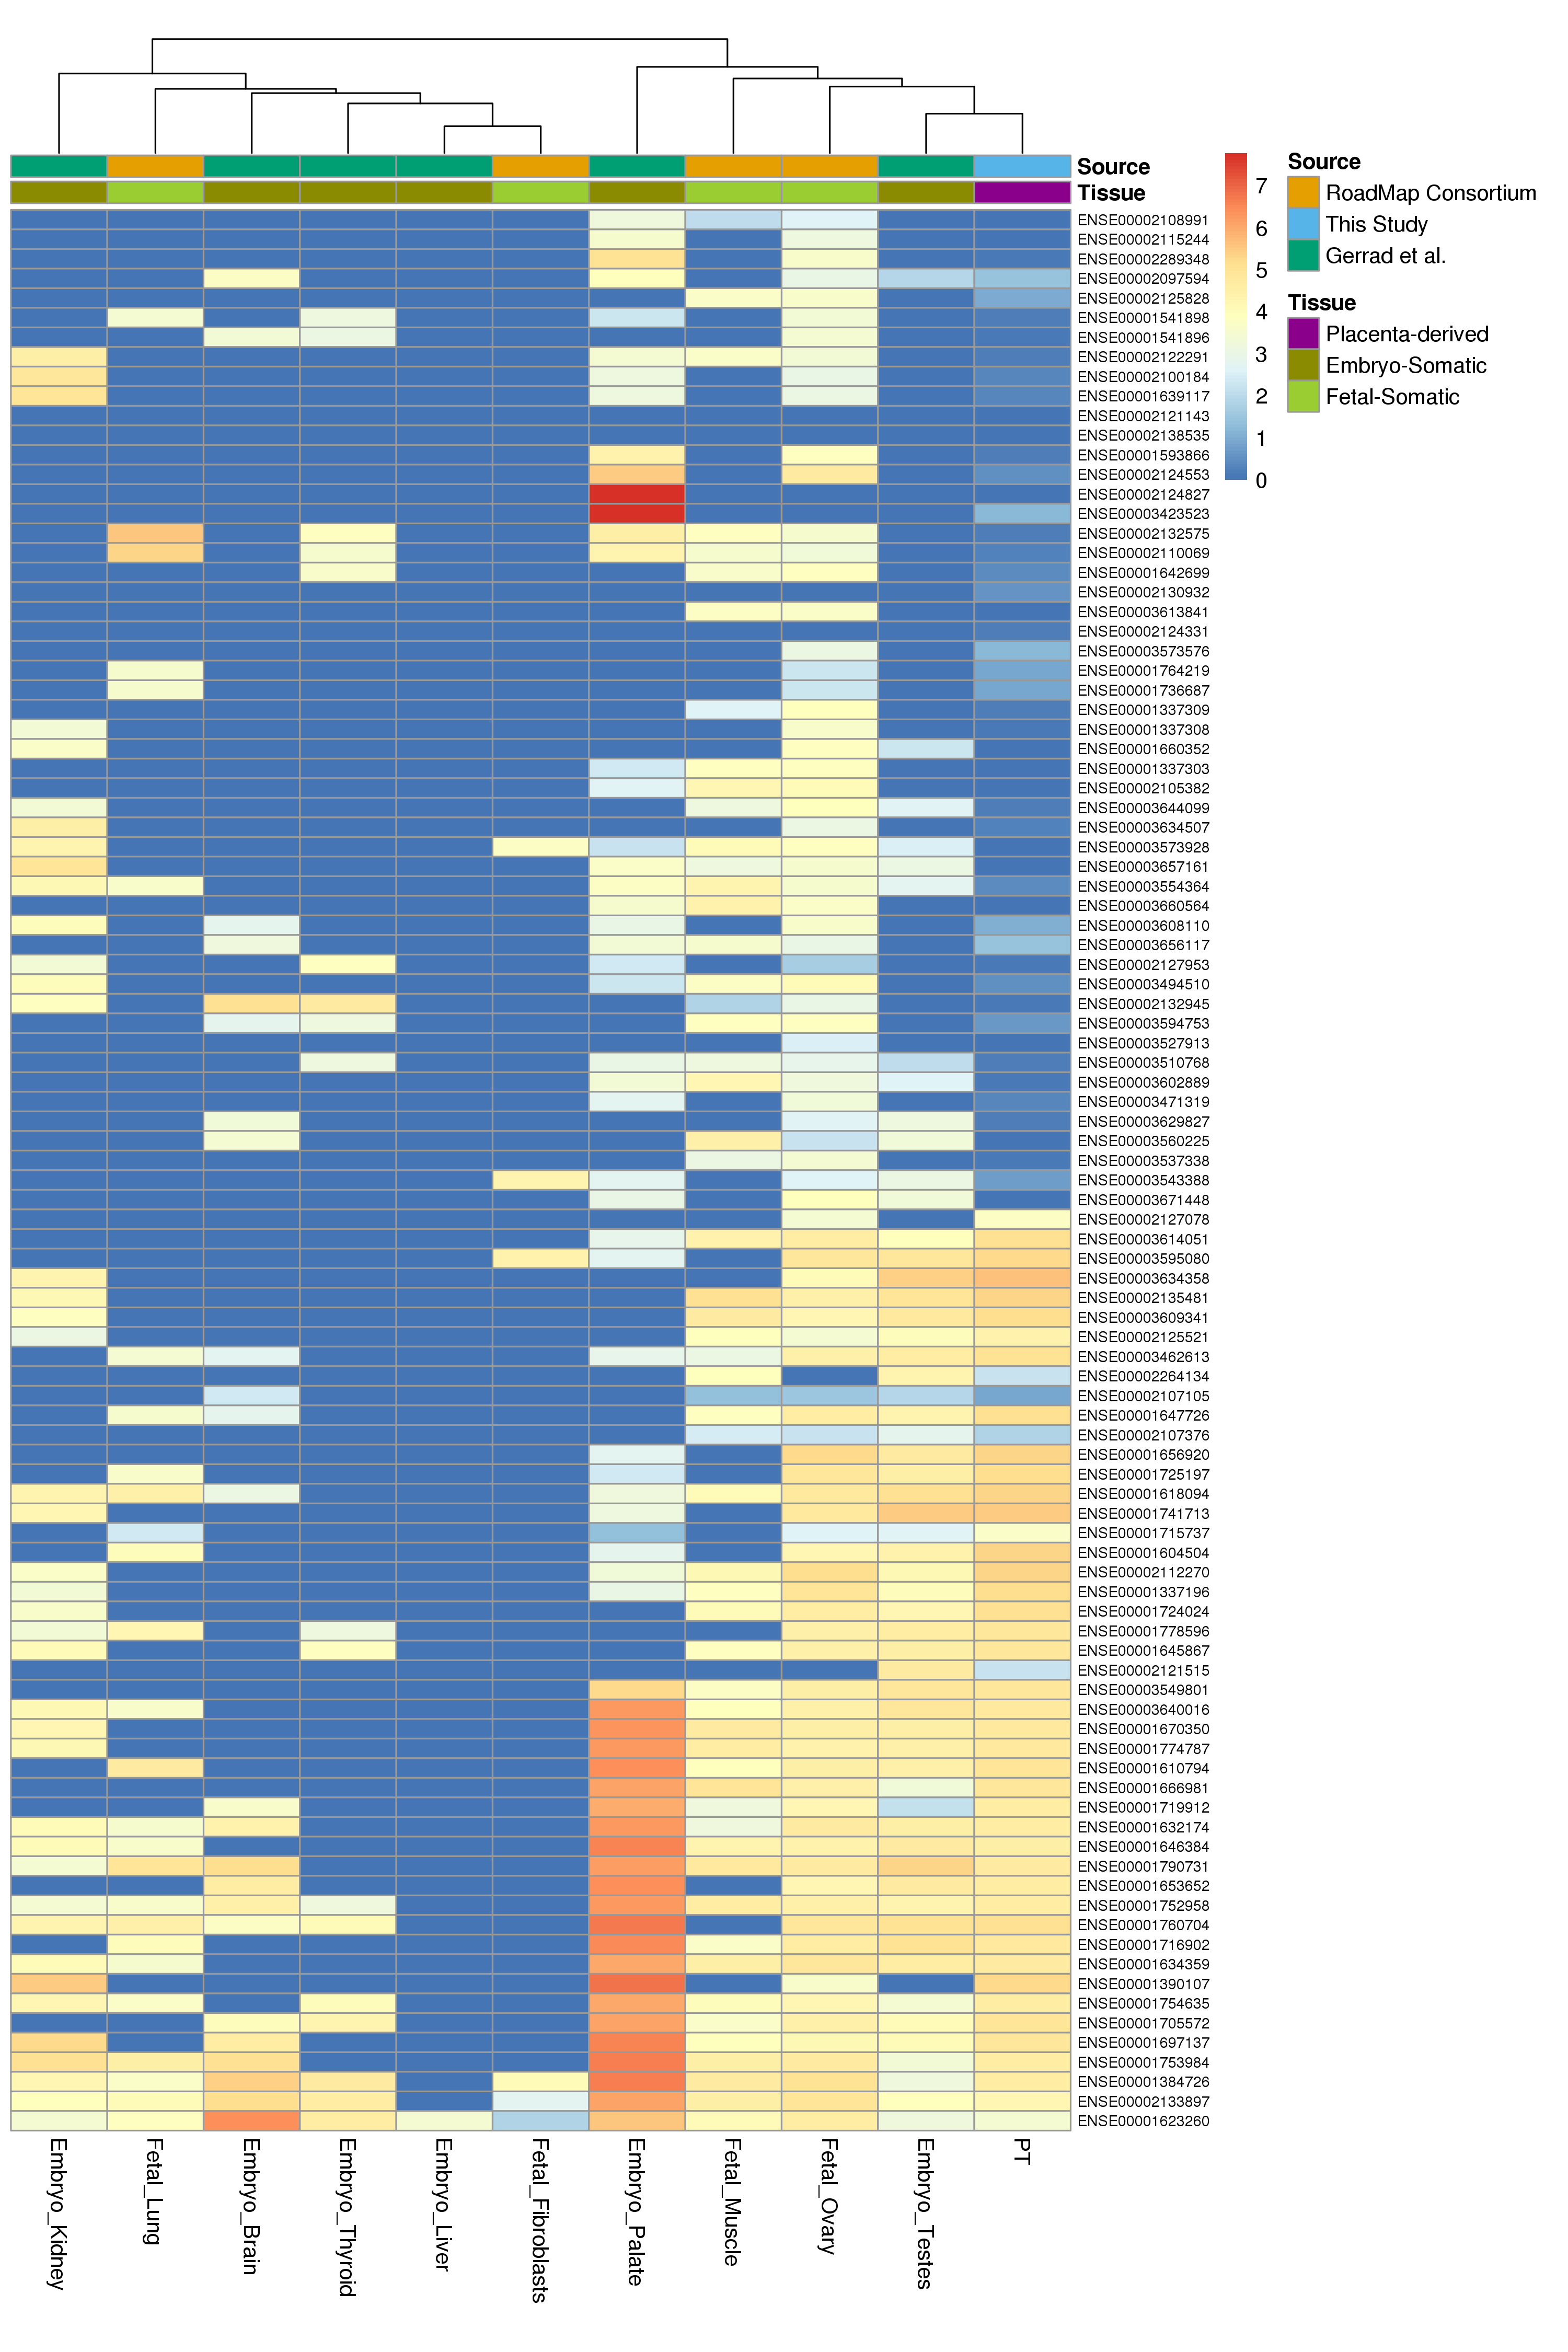 Source
Tissue
ENSE00002108991
ENSE00002115244
ENSE00002289348
ENSE00002097594
ENSE00002125828
ENSE00001541898
ENSE00001541896
ENSE00002122291
ENSE00002100184
ENSE00001639117
ENSE00002121143
ENSE00002138535
ENSE00001593866
ENSE00002124553
ENSE00002124827
ENSE00003423523
ENSE00002132575
ENSE00002110069
ENSE00001642699
ENSE00002130932
ENSE00003613841
ENSE00002124331
ENSE00003573576
ENSE00001764219
ENSE00001736687
ENSE00001337309
ENSE00001337308
ENSE00001660352
ENSE00001337303
ENSE00002105382
ENSE00003644099
ENSE00003634507
ENSE00003573928
ENSE00003657161
ENSE00003554364
ENSE00003660564
ENSE00003608110
ENSE00003656117
ENSE00002127953
ENSE00003494510
ENSE00002132945
ENSE00003594753
ENSE00003527913
ENSE00003510768
ENSE00003602889
ENSE00003471319
ENSE00003629827
ENSE00003560225
ENSE00003537338
ENSE00003543388
ENSE00003671448
ENSE00002127078
ENSE00003614051
ENSE00003595080
ENSE00003634358
ENSE00002135481
ENSE00003609341
ENSE00002125521
ENSE00003462613
ENSE00002264134
ENSE00002107105
ENSE00001647726
ENSE00002107376
ENSE00001656920
ENSE00001725197
ENSE00001618094
ENSE00001741713
ENSE00001715737
ENSE00001604504
ENSE00002112270
ENSE00001337196
ENSE00001724024
ENSE00001778596
ENSE00001645867
ENSE00002121515
ENSE00003549801
ENSE00003640016
ENSE00001670350
ENSE00001774787
ENSE00001610794
ENSE00001666981
ENSE00001719912
ENSE00001632174
ENSE00001646384
ENSE00001790731
ENSE00001653652
ENSE00001752958
ENSE00001760704
ENSE00001716902
ENSE00001634359
ENSE00001390107
ENSE00001754635
ENSE00001705572
ENSE00001697137
ENSE00001753984
ENSE00001384726
ENSE00002133897
ENSE00001623260
Embryo_Kidney
Fetal_Lung
Embryo_Brain
Embryo_Thyroid
Embryo_Liver
Fetal_Fibroblasts
Embryo_Palate
Fetal_Muscle
Fetal_Ovary
Embryo_Testes
PT
7
6
5
4
3
2
1
0
Source
RoadMap Consortium
This Study
Gerrad et al.
Tissue
Placenta-derived
Embryo-Somatic
Fetal-Somatic